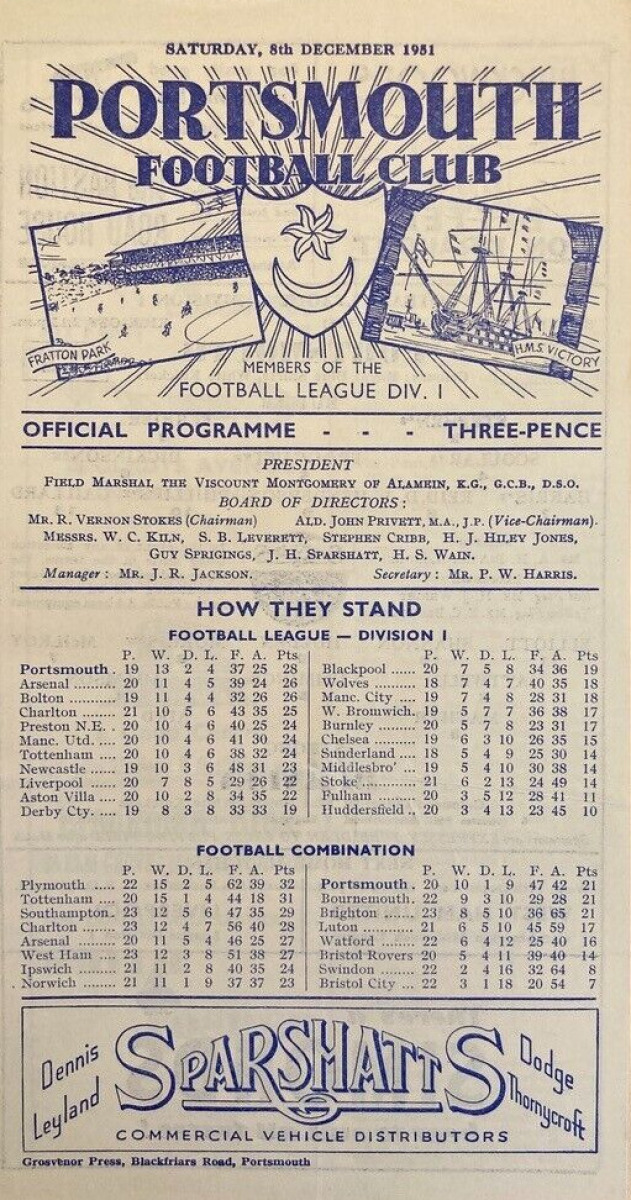 SATURDAY, 8th DECEMBER 1951
PORTSMOUTH
FOOTBALL CLUB
FRATTON PARK
H.M.S. VICTORY
MEMBERS OF THE
FOOTBALL LEAGUE DIV. I
OFFICIAL PROGRAMME - - - THREE-PENCE
PRESIDENT
FIELD MARSHAL THE VISCOUNT MONTGOMERY OF ALAMEIN, K.G., G.C.B., D.S.O.
BOARD OF DIRECTORS :
MR. R. VERNON STOKES (Chairman) ALD. JOHN PRIVETT, M.A., J.P. (Vice-Chairman).
MESSRS. W. C. KILN, S. B. LEVERETT, STEPHEN CRIBB, H. J. HILEY JONES,
GUY SPRIGINGS, J. H. SPARSHATT, H. S. WAIN.
Manager : MR. J. R. JACKSON. Secretary : MR. P. W. HARRIS.
HOW THEY STAND
FOOTBALL LEAGUE — DIVISION I
P. W. D. L. F. A. Pts
Portsmouth . 19 13 2 4 37 25 28
Arsenal .......... 20 11 4 5 39 24 26
Bolton ........... 19 11 4 4 32 26 26
Charlton ........ 21 10 5 6 43 35 25
Preston N.E. . 20 10 4 6 40 25 24
Manc. Utd. .... 20 10 4 6 41 30 24
Tottenham .... 20 10 4 6 38 32 24
Newcastle ...... 19 10 3 6 48 31 23
Liverpool ...... 20 7 8 5 29 26 22
Aston Villa .... 20 10 2 8 34 35 22
Derby Cty. .... 19 8 3 8 33 33 19
P. W. D. L. F. A. Pts
Blackpool ...... 20 7 5 8 34 36 19
Wolves .......... 18 7 4 7 40 35 18
Manc. City .... 19 7 4 8 28 31 18
W. Bromwich. 19 5 7 7 36 38 17
Burnley ......... 20 5 7 8 23 31 17
Chelsea .......... 19 6 3 10 26 35 15
Sunderland .... 18 5 4 9 25 30 14
Middlesbro' ... 19 5 4 10 30 38 14
Stoke ............ 21 6 2 13 24 49 14
Fulham ......... 20 3 5 12 28 41 11
Huddersfield .. 20 3 4 13 23 45 10
FOOTBALL COMBINATION
P. W. D. L. F. A. Pts
Plymouth ..... 22 15 2 5 62 39 32
Tottenham .... 20 15 1 4 44 18 31
Southampton.. 23 12 5 6 47 35 29
Charlton ........ 23 12 4 7 56 40 28
Arsenal ......... 20 11 5 4 46 25 27
West Ham .... 23 12 3 8 51 38 27
Ipswich ......... 21 11 2 8 40 35 24
Norwich ........ 21 11 1 9 37 37 23
P. W. D. L. F. A. Pts
Portsmouth . 20 10 1 9 47 42 21
Bournemouth. 22 9 3 10 29 28 21
Brighton ....... 23 8 5 10 36 65 21
Luton ............ 21 6 5 10 45 59 17
Watford ........ 22 6 4 12 25 40 16
Bristol Rovers 20 5 4 11 39 40 14
Swindon ....... 22 2 4 16 32 64 8
Bristol City ... 22 3 1 18 20 54 7
Dennis
Leyland
SPARSHATTS
Dodge
Thornycroft
COMMERCIAL VEHICLE DISTRIBUTORS
Grosvenor Press, Blackfriars Road, Portsmouth